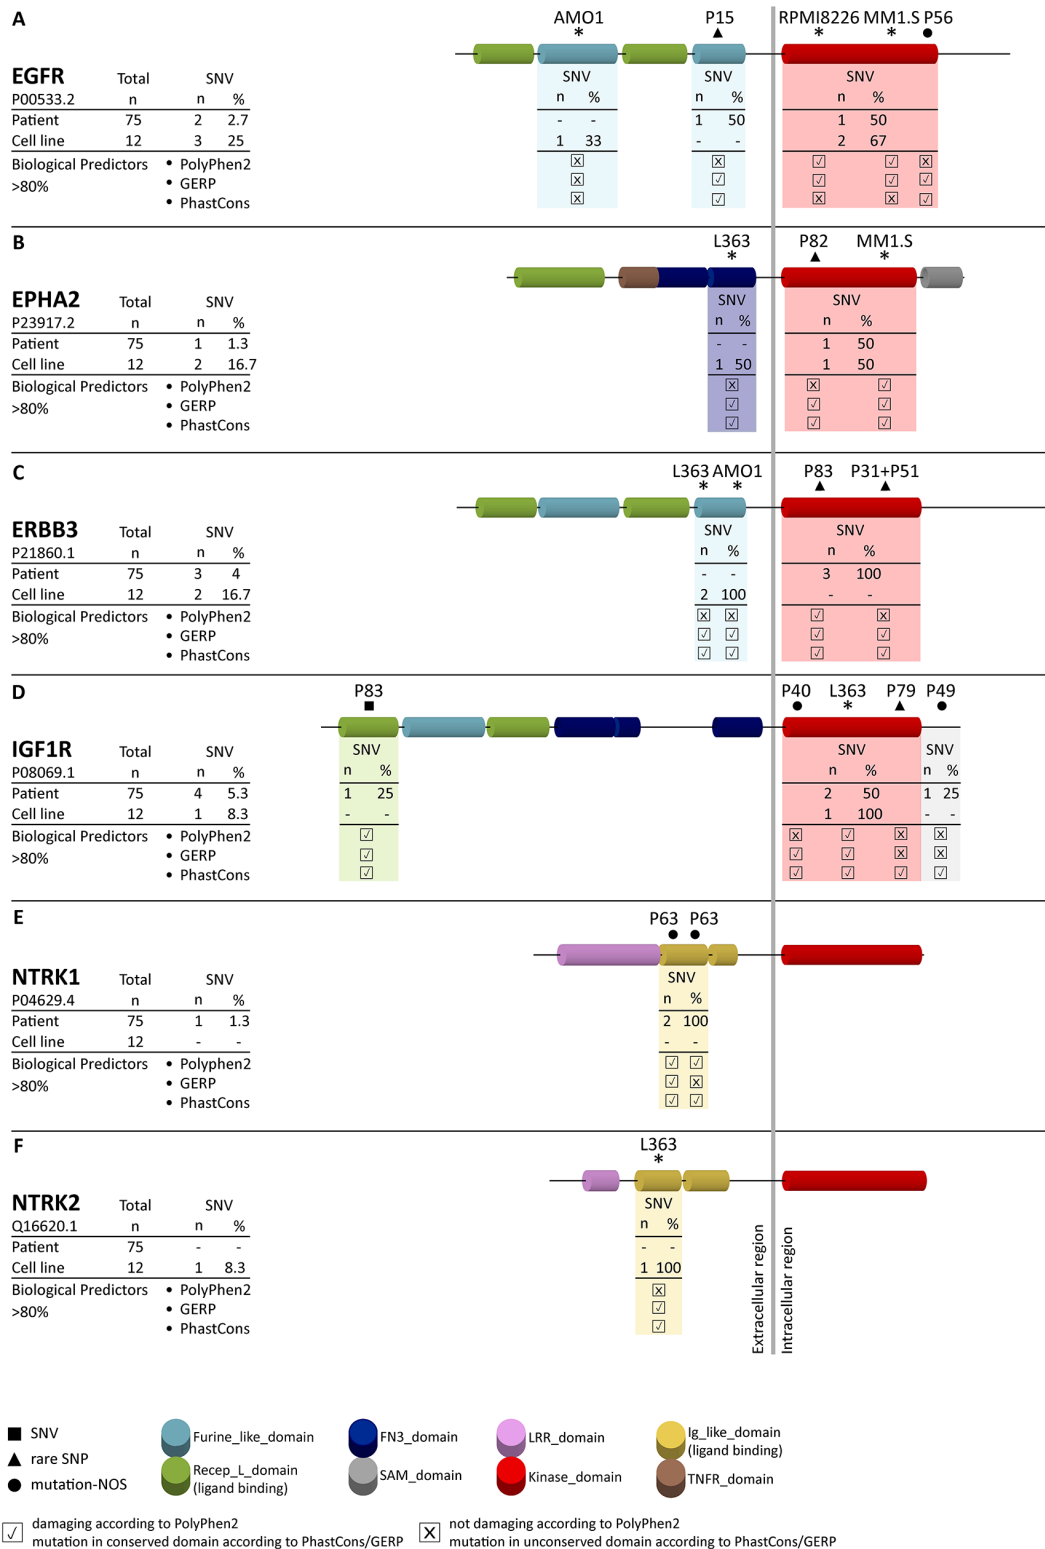 A
AMO1 P15 RPMI8226 MM1.S P56
* * *
EGFR Total SNV
P00533.2 n n %
Patient 75 2 2.7
Cell line 12 3 25
Biological Predictors • PolyPhen2
>80% • GERP
• PhastCons
SNV SNV SNV
n % n % n %
- - 1 50 1 50
1 33 - - 2 67
B
L363 P82 MM1.S
* *
EPHA2 Total SNV
P23917.2 n n %
Patient 75 1 1.3
Cell line 12 2 16.7
Biological Predictors • PolyPhen2
>80% • GERP
• PhastCons
SNV SNV
n % n %
- - 1 50
1 50 1 50
C
L363 AMO1 P83 P31+P51
* *
ERBB3 Total SNV
P21860.1 n n %
Patient 75 3 4
Cell line 12 2 16.7
Biological Predictors • PolyPhen2
>80% • GERP
• PhastCons
SNV SNV
n % n %
- - 3 100
2 100 - -
D
P83 P40 L363 P79 P49
*
IGF1R Total SNV
P08069.1 n n %
Patient 75 4 5.3
Cell line 12 1 8.3
Biological Predictors • PolyPhen2
>80% • GERP
• PhastCons
SNV SNV SNV
n % n % n %
1 25 2 50 1 25
- - 1 100 - -
E
P63 P63
NTRK1 Total SNV
P04629.4 n n %
Patient 75 1 1.3
Cell line 12 - -
Biological Predictors • Polyphen2
>80% • GERP
• PhastCons
SNV
n %
2 100
- -
F
L363
*
NTRK2 Total SNV
Q16620.1 n n %
Patient 75 - -
Cell line 12 1 8.3
Biological Predictors • PolyPhen2
>80% • GERP
• PhastCons
SNV
n %
- -
1 100
Extracellular region
Intracellular region
■ SNV
▲ rare SNP
● mutation-NOS
Furine_like_domain
Recep_L_domain
(ligand binding)
FN3_domain
SAM_domain
LRR_domain
Kinase_domain
Ig_like_domain
(ligand binding)
TNFR_domain
damaging according to PolyPhen2
mutation in conserved domain according to PhastCons/GERP
not damaging according to PolyPhen2
mutation in unconserved domain according to PhastCons/GERP